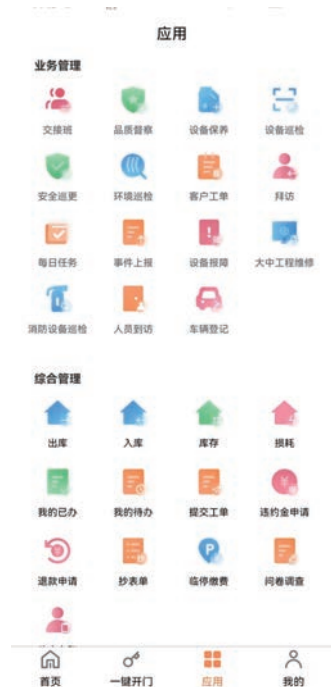 应用
业务管理
交接班 品质督察 设备保养 设备巡检
安全巡更 环境巡检 客户工单 拜访
每日任务 事件上报 设备报障 大中工程维修
消防设备巡检 人员到访 车辆登记
综合管理
出库 入库 库存 损耗
我的已办 我的待办 提交工单 违约金申请
退款申请 抄表单 临停缴费 问卷调查
首页 一键开门 应用 我的